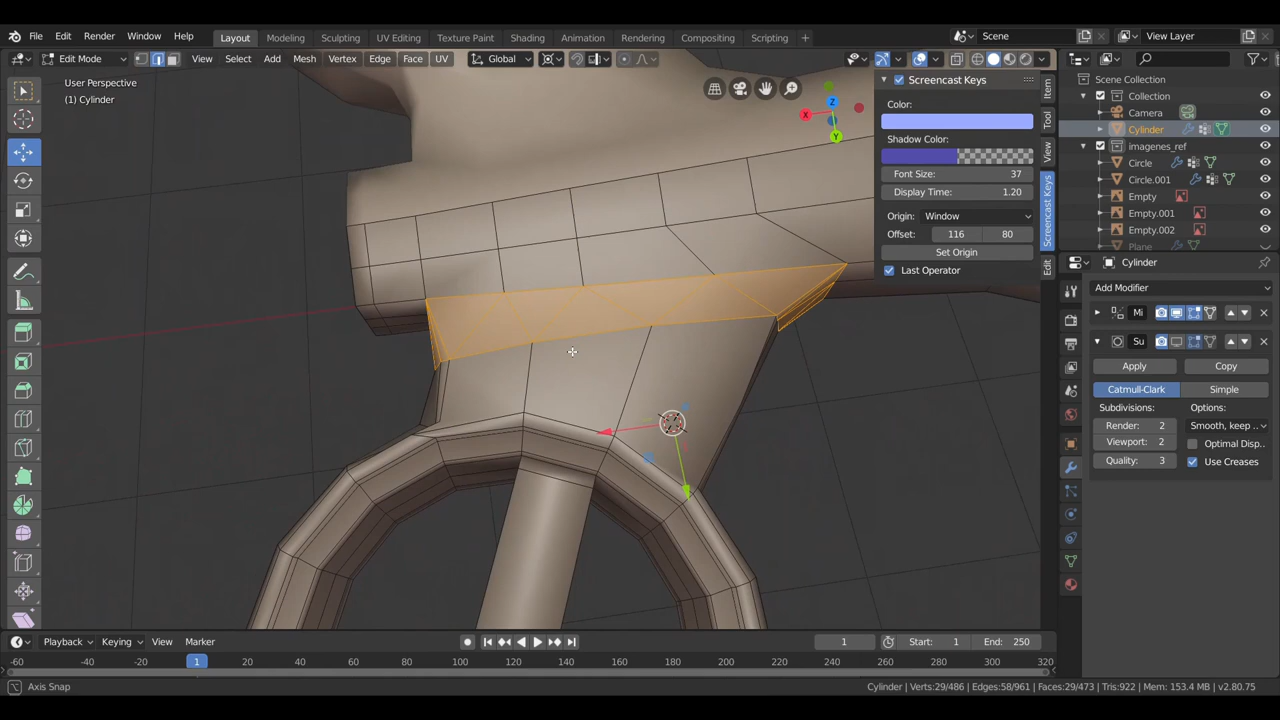 File Edit Render Window Help Layout Modeling Sculpting UV Editing Texture Paint Shading Animation Rendering Compositing Scripting + Scene View Layer
Edit Mode View Select Add Mesh Vertex Edge Face UV Global
User Perspective
(1) Cylinder
X
Y
Z
Screencast Keys
Color:
Shadow Color:
Font Size: 37
Display Time: 1.20
Origin: Window
Offset: 116 80
Set Origin
Last Operator
Item
Tool
View
Screencast Keys
Edit
Scene Collection
Collection
Camera
Cylinder
imagenes_ref
Circle
Circle.001
Empty
Empty.001
Empty.002
Plane
Cylinder
Add Modifier
Mi
Su
Apply Copy
Catmull-Clark Simple
Subdivisions: Options:
Render: 2 Smooth, keep ..
Viewport: 2 Optimal Disp..
Quality: 3 Use Creases
Playback Keying View Marker 1 Start: 1 End: 250
-60 -40 -20 1 20 40 60 80 100 120 140 160 180 200 220 240 260 280 300 320
Axis Snap Cylinder | Verts:29/486 | Edges:58/961 | Faces:29/473 | Tris:922 | Mem: 153.4 MB | v2.80.75